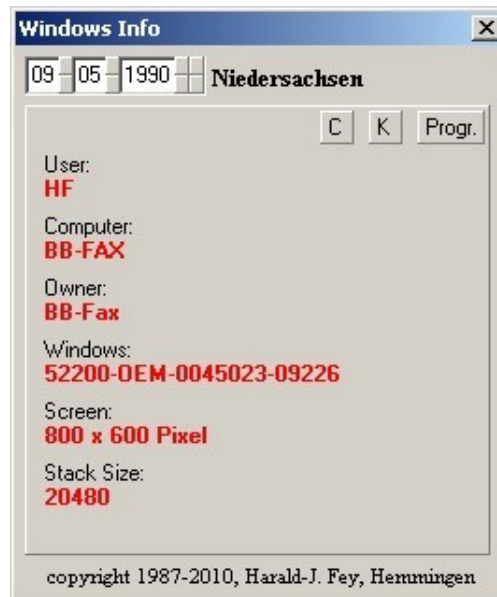 Windows Info
09 05 1990 Niedersachsen
C K Progr.
User:
HF
Computer:
BB-FAX
Owner:
BB-Fax
Windows:
52200-OEM-0045023-09226
Screen:
800 x 600 Pixel
Stack Size:
20480
copyright 1987-2010, Harald-J. Fey, Hemmingen